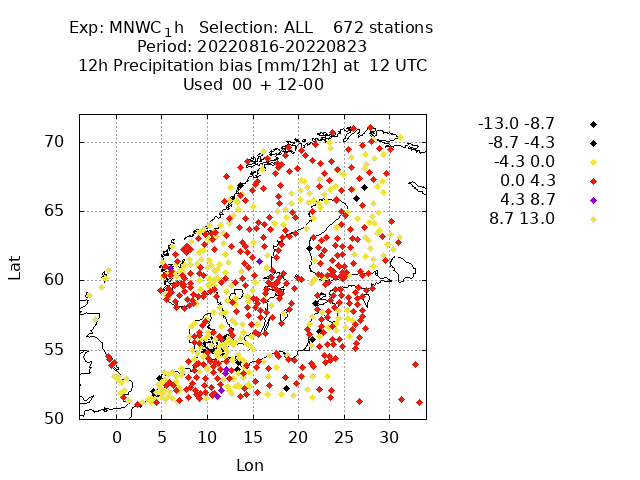 Exp: MNWC1h Selection: ALL 672 stations
Period: 20220816-20220823
12h Precipitation bias [mm/12h] at 12 UTC
Used 00 + 12-00
-13.0 -8.7
-8.7 -4.3
-4.3 0.0
0.0 4.3
4.3 8.7
8.7 13.0
70
65
60
55
50
Lat
0 5 10 15 20 25 30
Lon